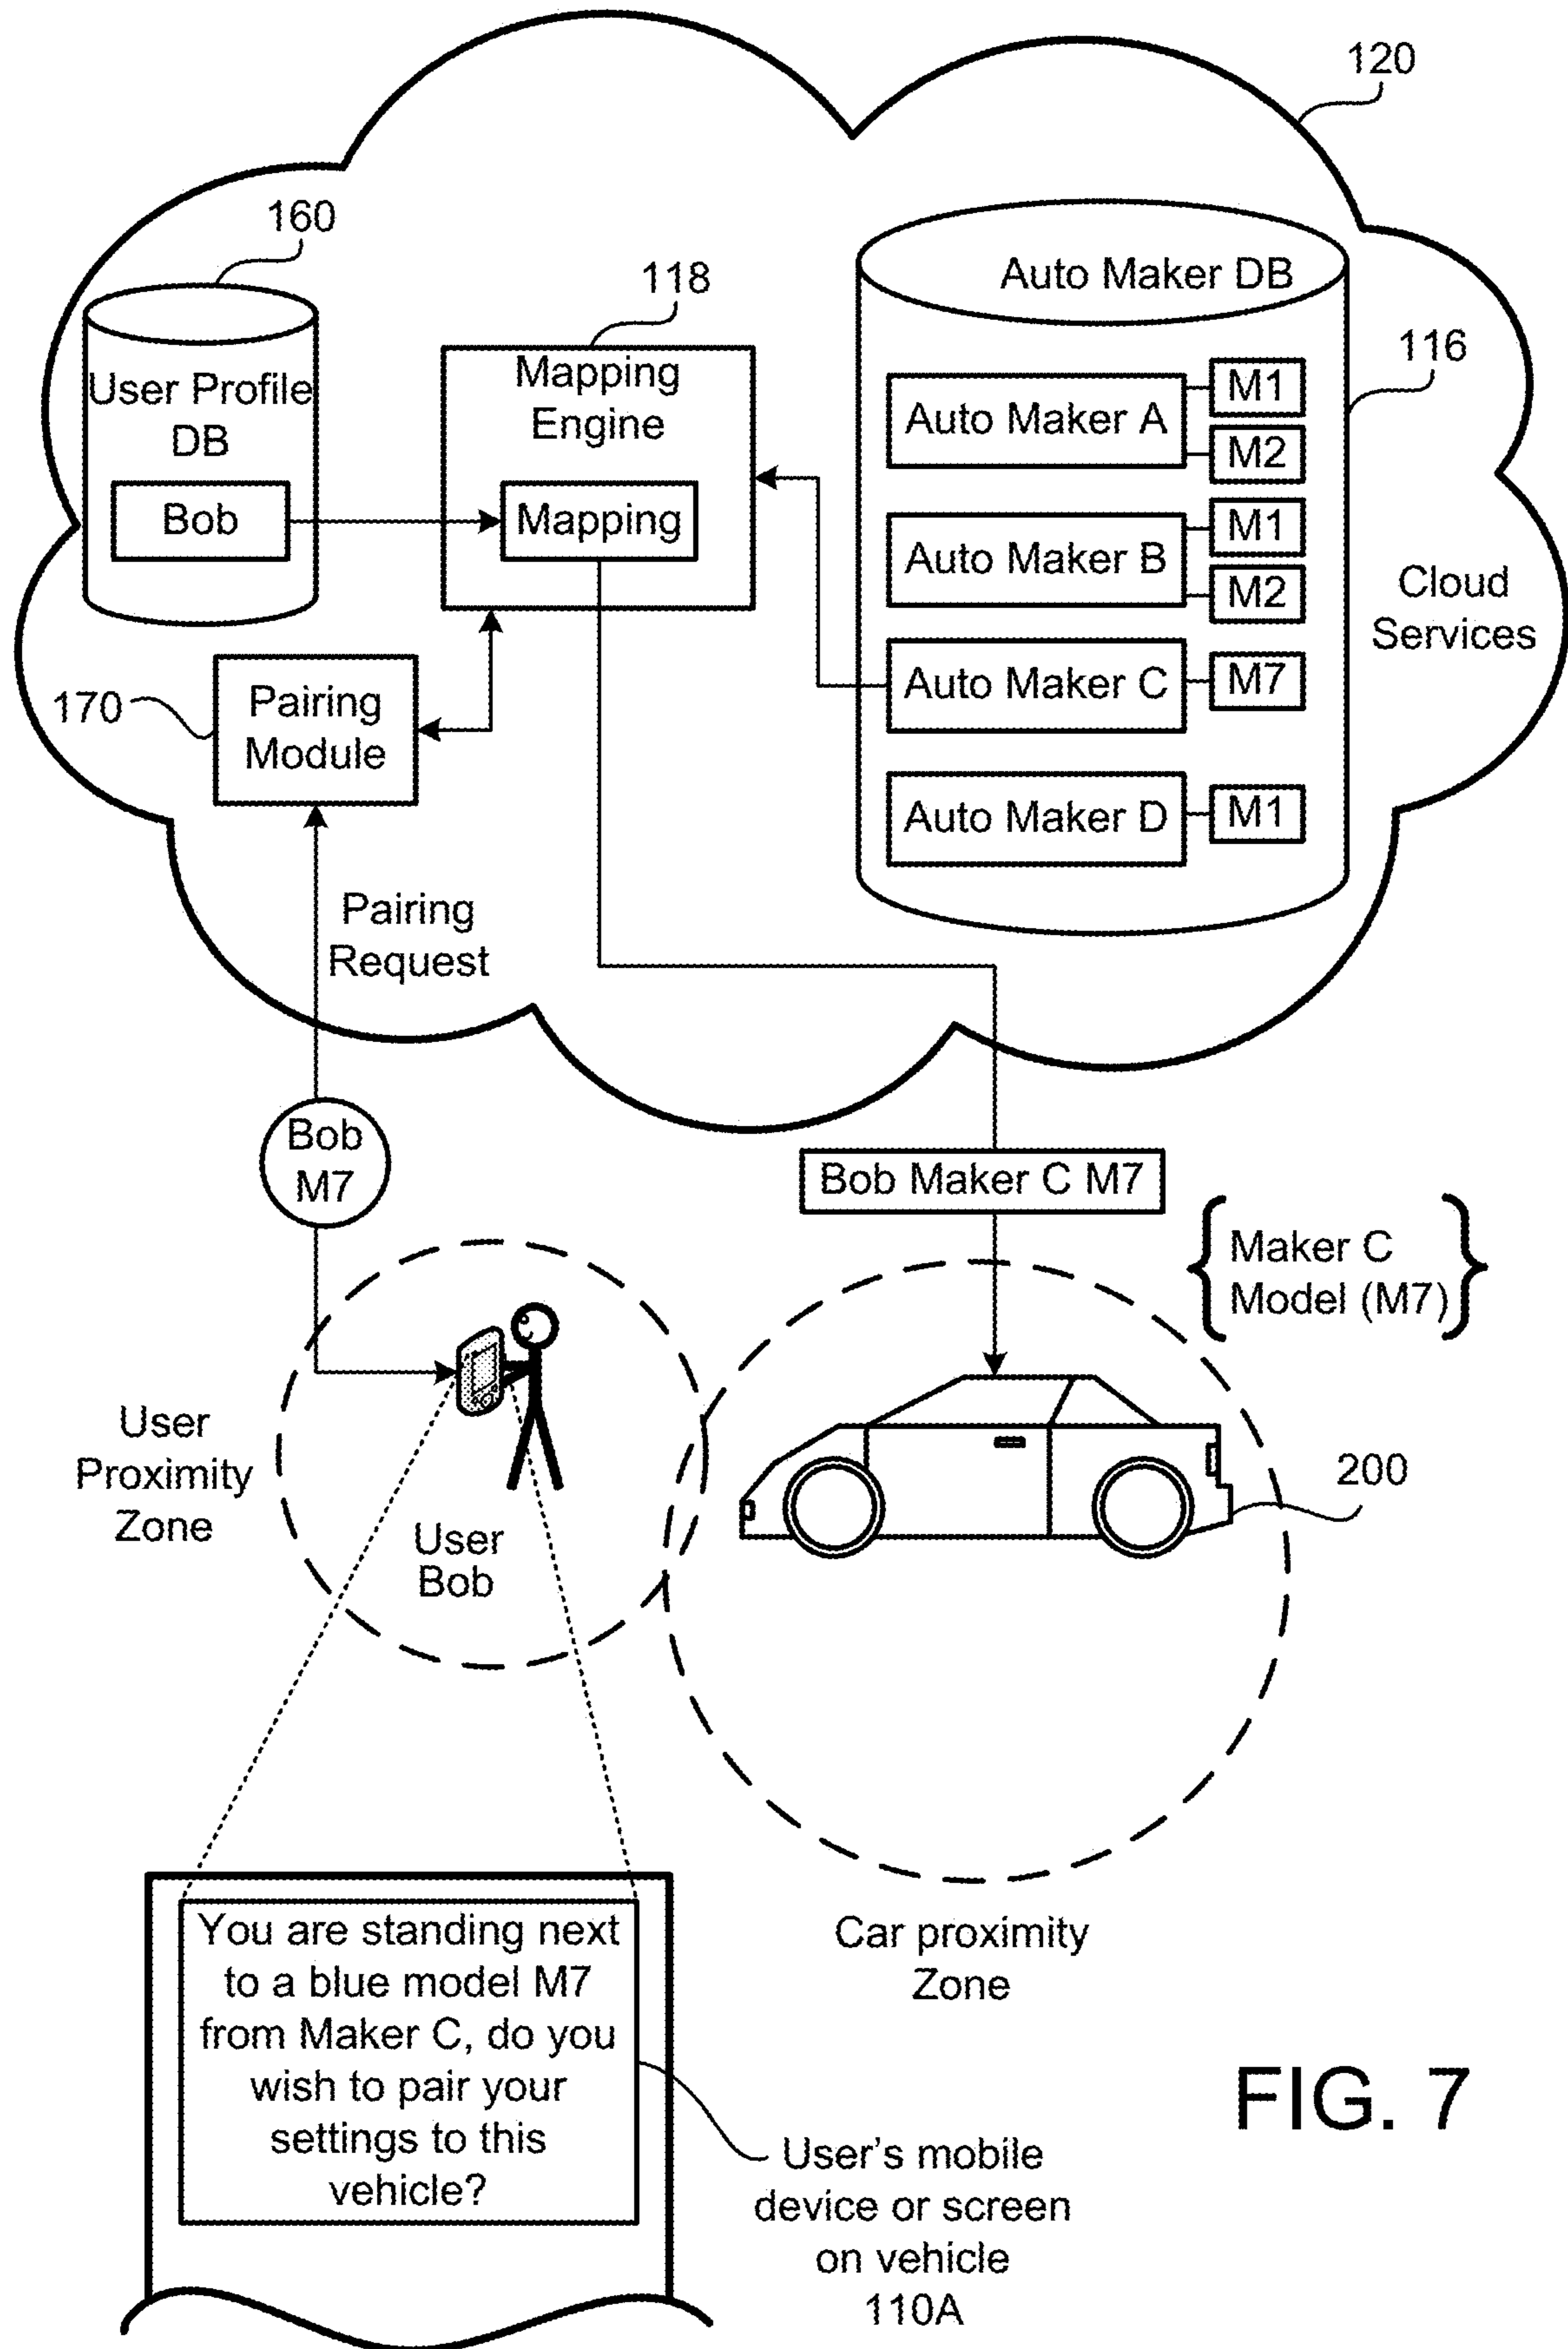 120
160
118
Auto Maker DB
116
User Profile
DB
Bob
Mapping
Engine
Mapping
Auto Maker A
M1
M2
Auto Maker B
M1
M2
Auto Maker C
M7
Auto Maker D
M1
Cloud
Services
170
Pairing
Module
Pairing
Request
Bob
M7
Bob Maker C M7
Maker C
Model (M7)
User
Proximity
Zone
User
Bob
200
Car proximity
Zone
You are standing next
to a blue model M7
from Maker C, do you
wish to pair your
settings to this
vehicle?
User's mobile
device or screen
on vehicle
110A
FIG. 7